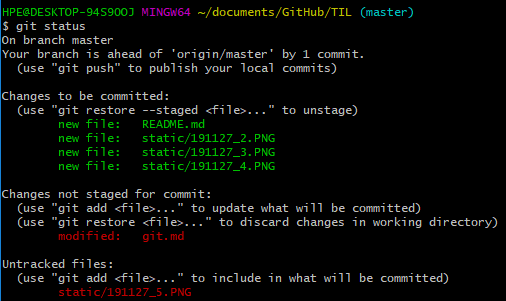 HPE@DESKTOP-94S9OOJ MINGW64 ~/documents/GitHub/TIL (master)
$ git status
On branch master
Your branch is ahead of 'origin/master' by 1 commit.
  (use "git push" to publish your local commits)

Changes to be committed:
  (use "git restore --staged <file>..." to unstage)
        new file:   README.md
        new file:   static/191127_2.PNG
        new file:   static/191127_3.PNG
        new file:   static/191127_4.PNG

Changes not staged for commit:
  (use "git add <file>..." to update what will be committed)
  (use "git restore <file>..." to discard changes in working directory)
        modified:   git.md

Untracked files:
  (use "git add <file>..." to include in what will be committed)
        static/191127_5.PNG